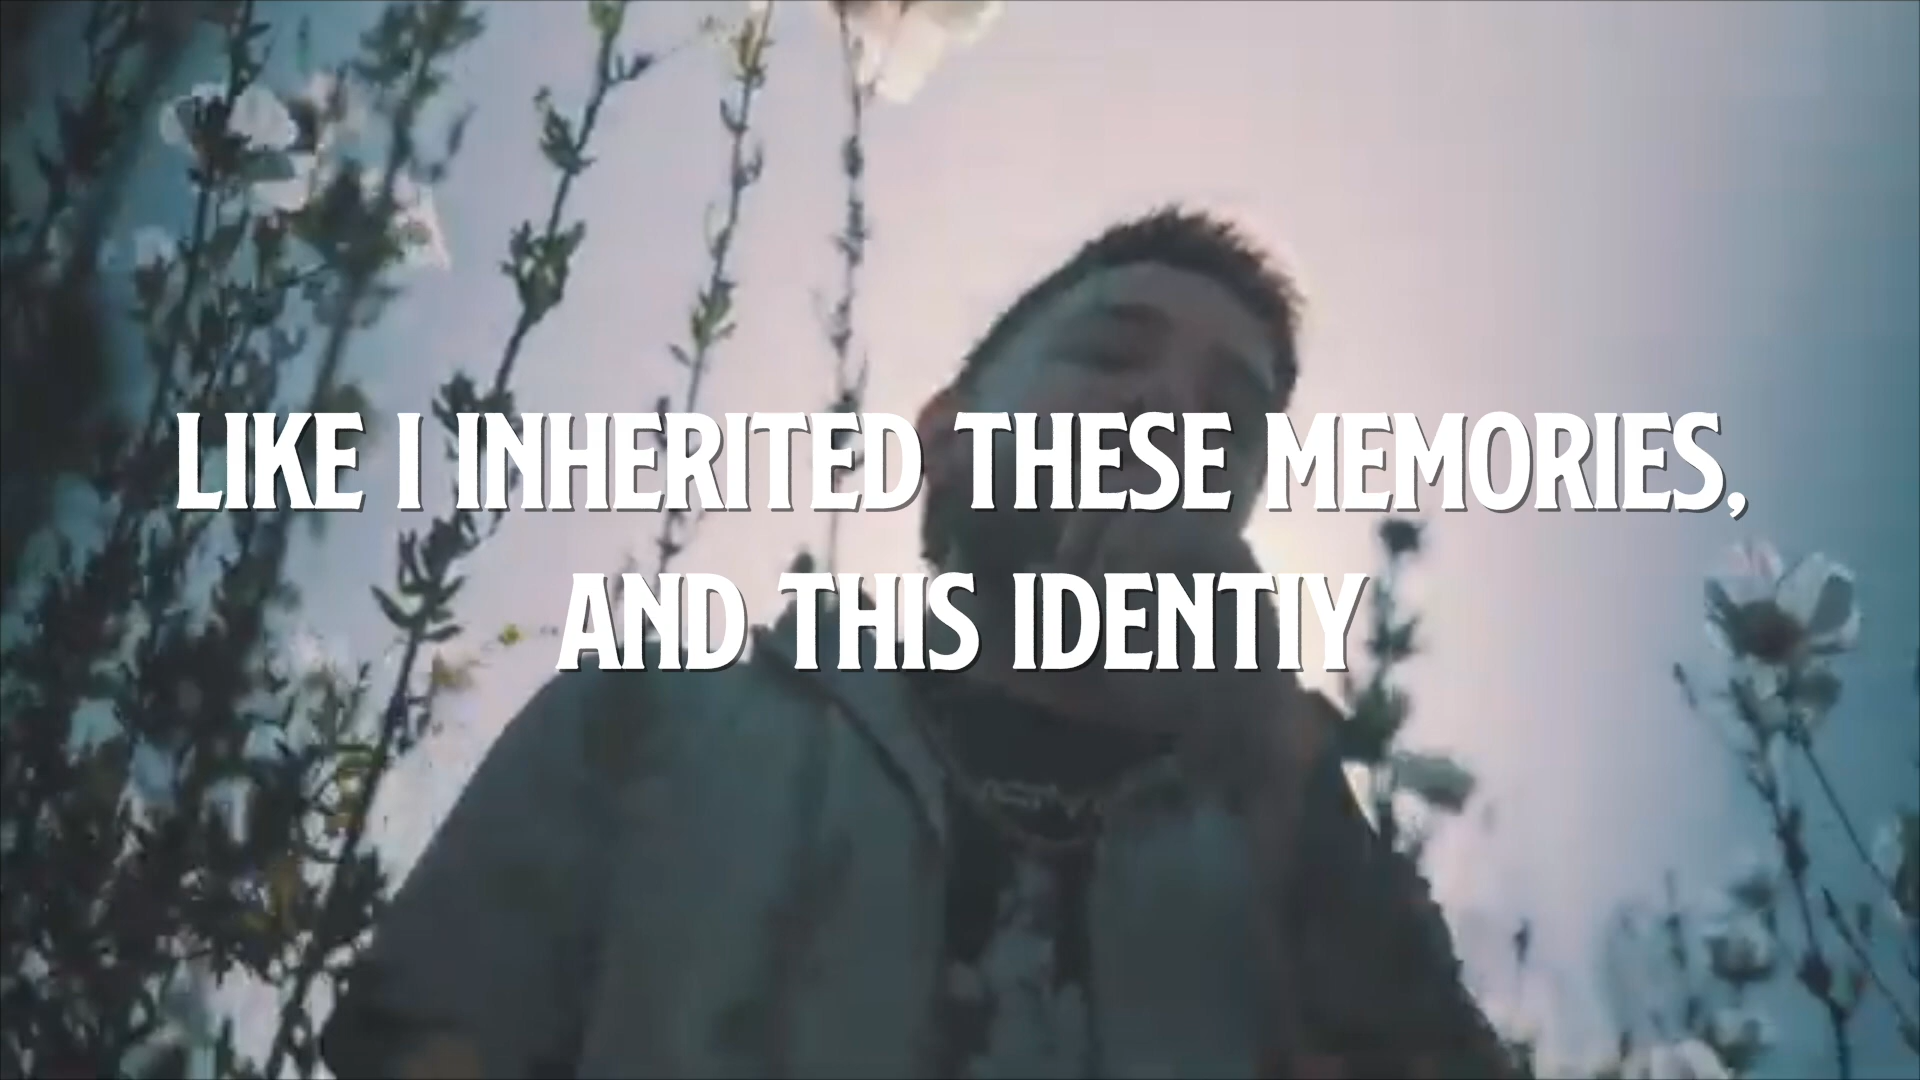 LIKE I INHERITED THESE MEMORIES,
AND THIS IDENTIY